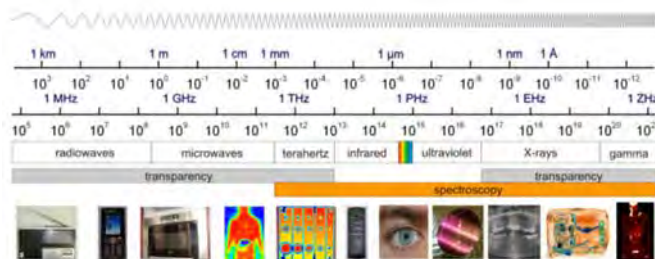 1 km 1 m 1 cm 1 mm 1 µm 1 nm 1 A
10³ 10² 10¹ 10⁰ 10⁻¹ 10⁻² 10⁻³ 10⁻⁴ 10⁻⁵ 10⁻⁶ 10⁻⁷ 10⁻⁸ 10⁻⁹ 10⁻¹⁰ 10⁻¹¹ 10⁻¹²
1 MHz 1 GHz 1 THz 1 PHz 1 EHz 1 ZHz
10⁵ 10⁶ 10⁷ 10⁸ 10⁹ 10¹⁰ 10¹¹ 10¹² 10¹³ 10¹⁴ 10¹⁵ 10¹⁶ 10¹⁷ 10¹⁸ 10¹⁹ 10²⁰ 10²¹
radiowaves microwaves terahertz infrared ultraviolet X-rays gamma
transparency transparency
spectroscopy